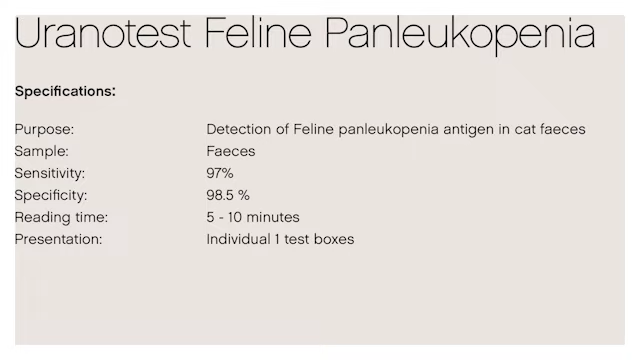 Uranotest Feline Panleukopenia
Specifications:
Purpose: Detection of Feline panleukopenia antigen in cat faeces
Sample: Faeces
Sensitivity: 97%
Specificity: 98.5 %
Reading time: 5 - 10 minutes
Presentation: Individual 1 test boxes